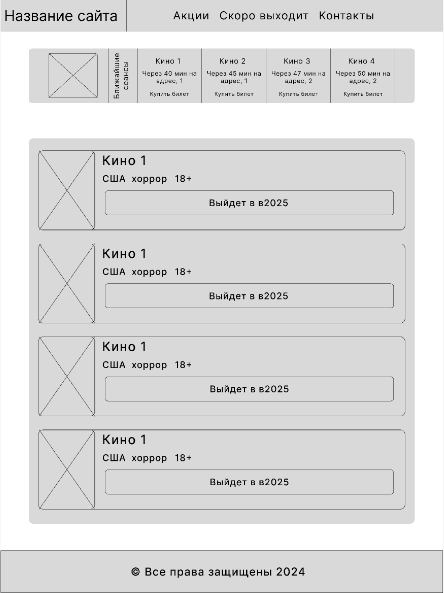 Название сайта
Акции Скоро выходит Контакты
Ближайшие
сеансы
Кино 1
Через 40 мин на
адрес, 1
Купить билет
Кино 2
Через 45 мин на
адрес, 1
Купить билет
Кино 3
Через 47 мин на
адрес, 2
Купить билет
Кино 4
Через 50 мин на
адрес, 2
Купить билет
Кино 1
США хоррор 18+
Выйдет в в2025
Кино 1
США хоррор 18+
Выйдет в в2025
Кино 1
США хоррор 18+
Выйдет в в2025
Кино 1
США хоррор 18+
Выйдет в в2025
© Все права защищены 2024